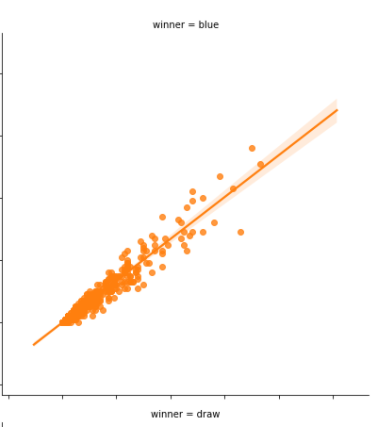 winner = blue
winner = draw